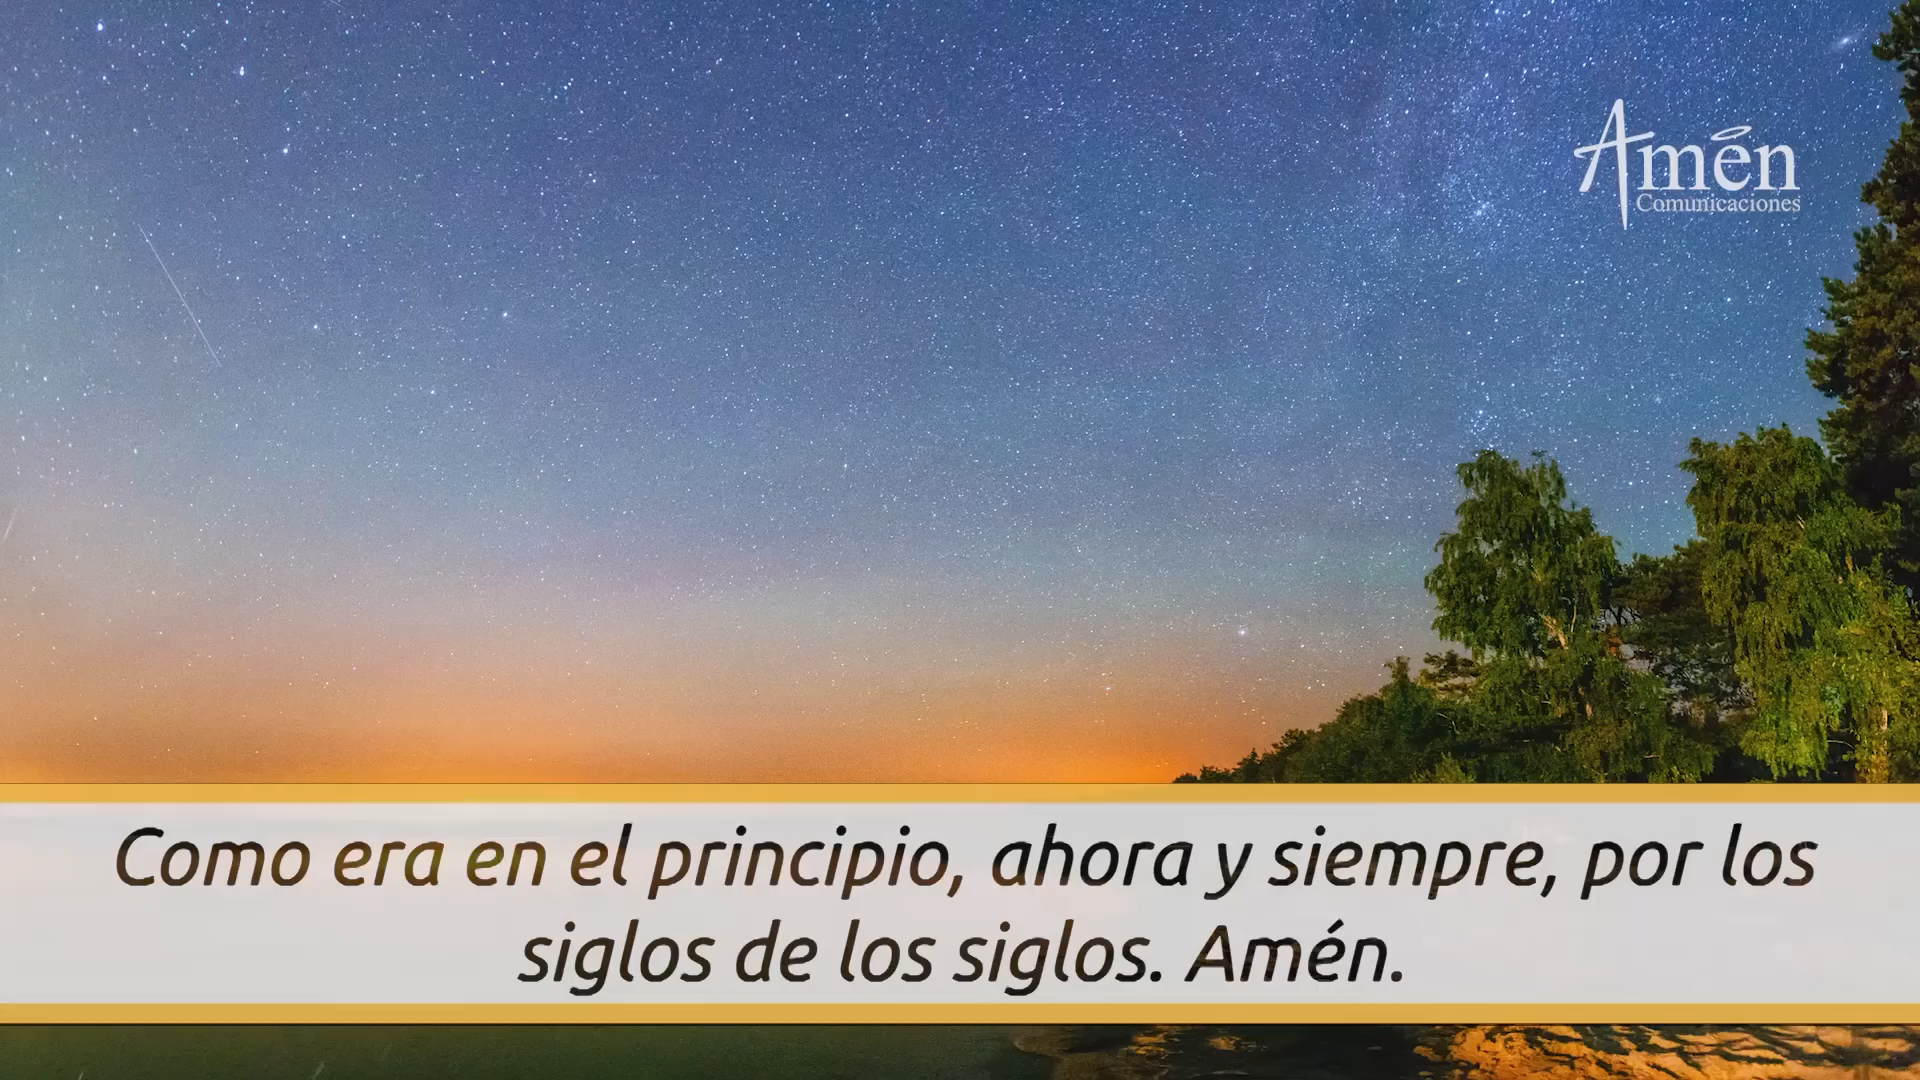 Amén
Comunicaciones
Como era en el principio, ahora y siempre, por los
siglos de los siglos. Amén.